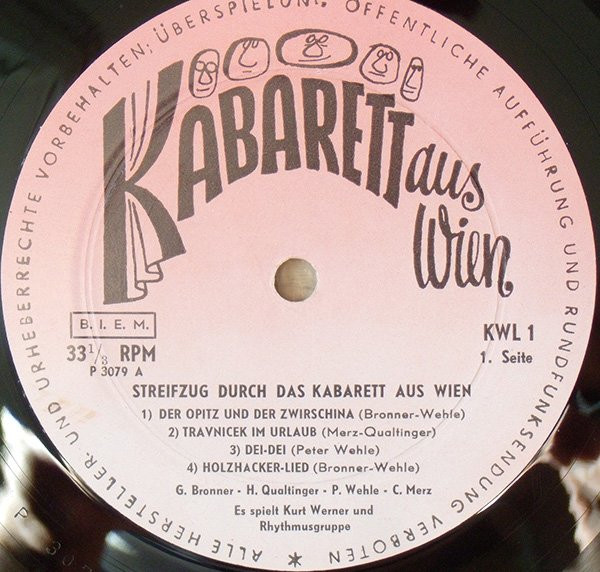 ALLE HERSTELLER- UND URHEBERRECHTE VORBEHALTEN; ÜBERSPIELUNG, ÖFFENTLICHE AUFFÜHRUNG UND RUNDFUNKSENDUNG VERBOTEN *
KABARETT aus
Wien
B. I. E. M.
33 1/3 RPM
P 3079 A
KWL 1
1. Seite
STREIFZUG DURCH DAS KABARETT AUS WIEN
1) DER OPITZ UND DER ZWIRSCHINA (Bronner-Wehle)
2) TRAVNICEK IM URLAUB (Merz-Qualtinger)
3) DEI-DEI (Peter Wehle)
4) HOLZHACKER-LIED (Bronner-Wehle)
G. Bronner - H. Qualtinger - P. Wehle - C. Merz
Es spielt Kurt Werner und
Rhythmusgruppe